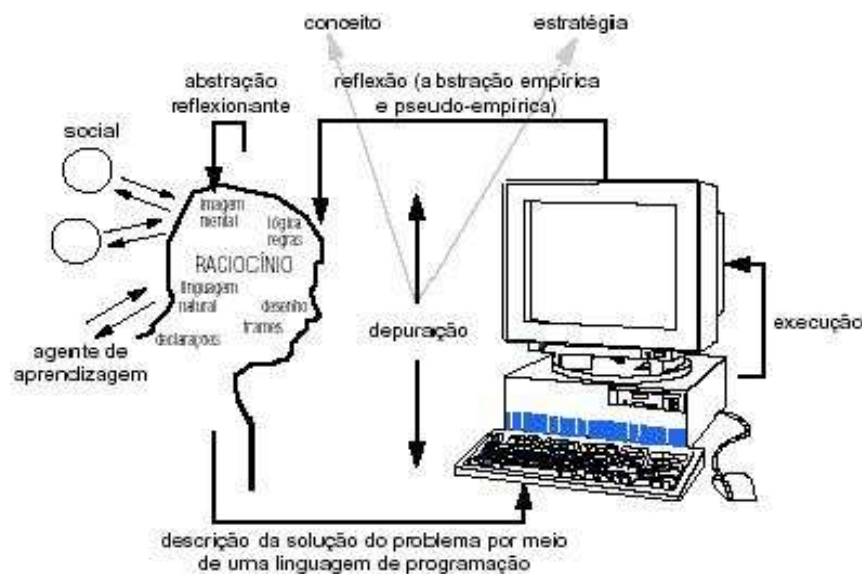 conceito
estratégia
abstração
reflexionante
reflexão (a bstração empírica
e pseudo-empírica)
social
imagem
mental
lógica
regras
RACIOCÍNIO
linguagem
natural
desenho
frames
declarações
depuração
execução
agente de
aprendizagem
descrição da solução do problema por meio
de uma linguagem de programação